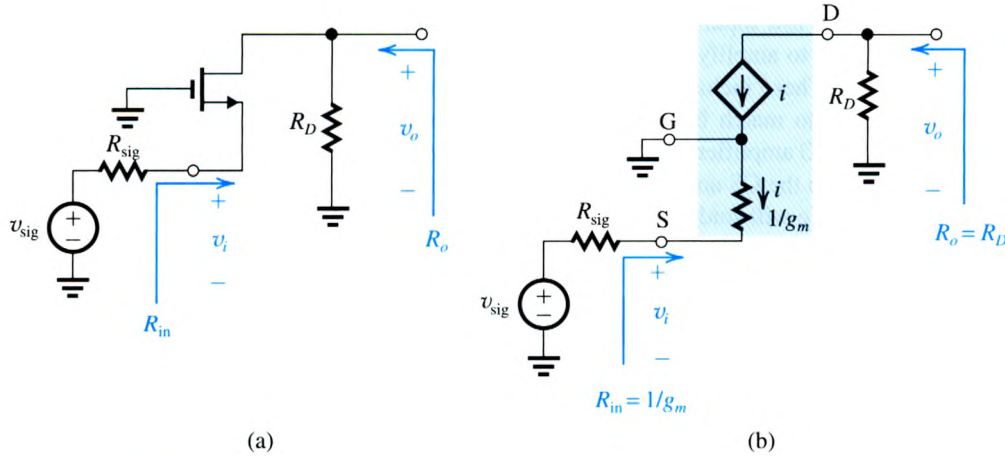 R_sig
v_sig
+
−
+
v_i
−
R_in
R_D
+
v_o
−
R_o
(a)
D
i
G
i
1/g_m
R_sig
S
v_sig
+
−
+
v_i
−
R_in = 1/g_m
R_D
+
v_o
−
R_o = R_D
(b)